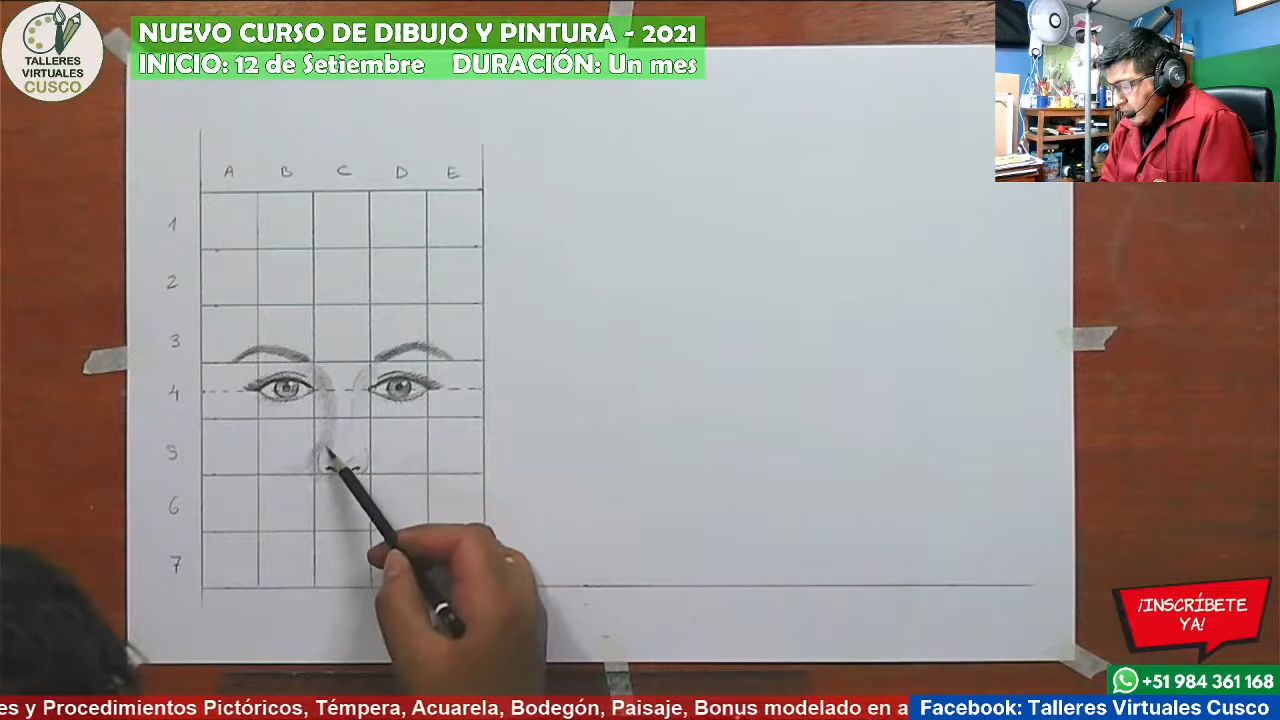 TALLERES
VIRTUALES
CUSCO
NUEVO CURSO DE DIBUJO Y PINTURA - 2021
INICIO: 12 de Setiembre DURACIÓN: Un mes
A B C D E
1
2
3
4
5
6
7
¡INSCRÍBETE
YA!
+51 984 361 168
es y Procedimientos Pictóricos, Témpera, Acuarela, Bodegón, Paisaje, Bonus modelado en a
Facebook: Talleres Virtuales Cusco